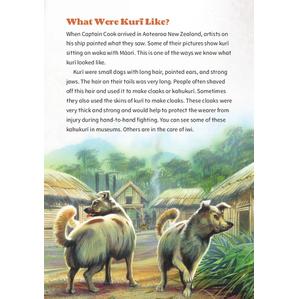 What Were Kurī Like?
When Captain Cook arrived in Aotearoa New Zealand, artists on
his ship painted what they saw. Some of their pictures show kurī
sitting on waka with Māori. This is one of the ways we know what
kurī looked like.
Kurī were small dogs with long hair, pointed ears, and strong
jaws. The hair on their tails was very long. People often shaved
off this hair and used it to make cloaks or kahukurī. Sometimes
they also used the skins of kurī to make cloaks. These cloaks were
very thick and strong and would help to protect the wearer from
injury during hand-to-hand fighting. You can see some of these
kahukurī in museums. Others are in the care of iwi.